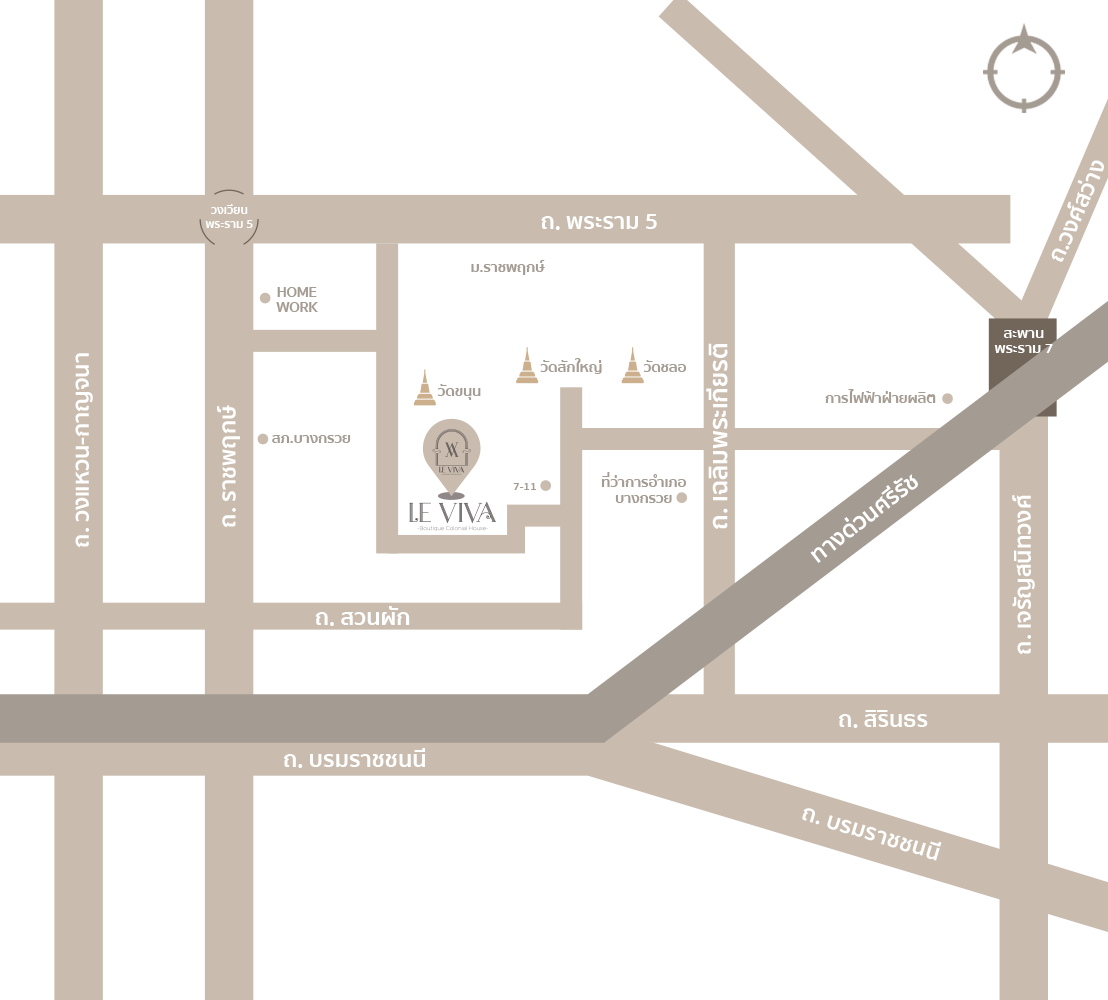 ถ.วงศ์สว่าง
วงเวียน
พระราม 5
ถ. พระราม 5
ม.ราชพฤกษ์
HOME
WORK
สะพาน
พระราม 7
วัดสักใหญ่
วัดชลอ
วัดขนุน
การไฟฟ้าฝ่ายผลิต
สภ.บางกรวย
ถ. วงแหวน-กาญจนา
ถ. ราชพฤกษ์
ถ. เฉลิมพระเกียรติ
LE VIVA
7-11
ที่ว่าการอำเภอ
บางกรวย
LE VIVA
-Boutique Colonial House-
ทางด่วนศรีรัช
ถ. เจรัญสนิทวงศ์
ถ. สวนผัก
ถ. สิรินธร
ถ. บรมราชชนนี
ถ. บรมราชชนนี